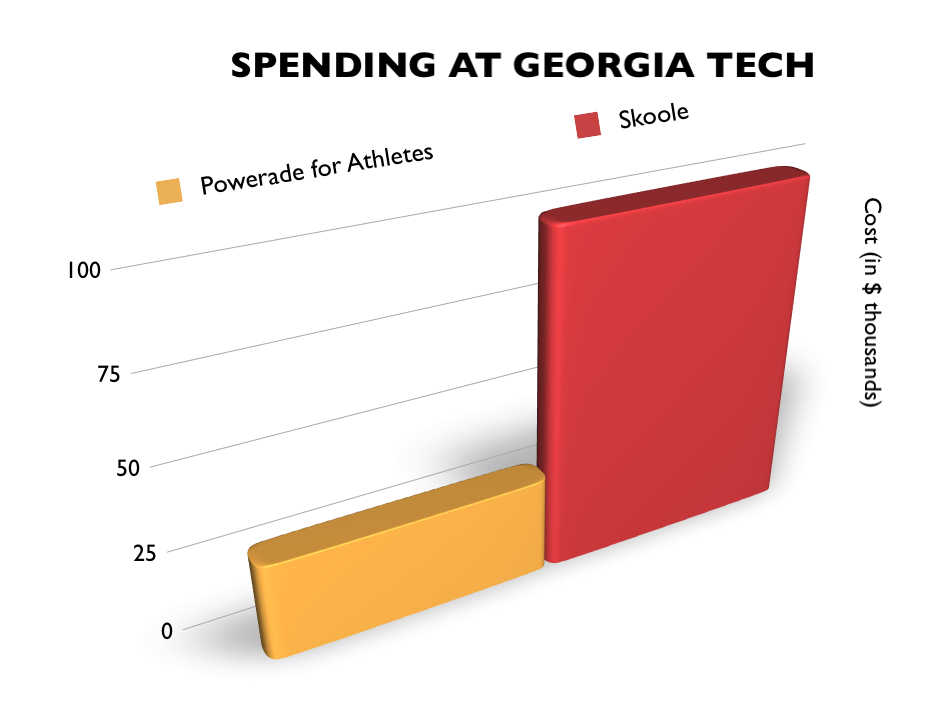 SPENDING AT GEORGIA TECH
Powerade for Athletes
Skoole
100
75
50
25
0
Cost (in $ thousands)